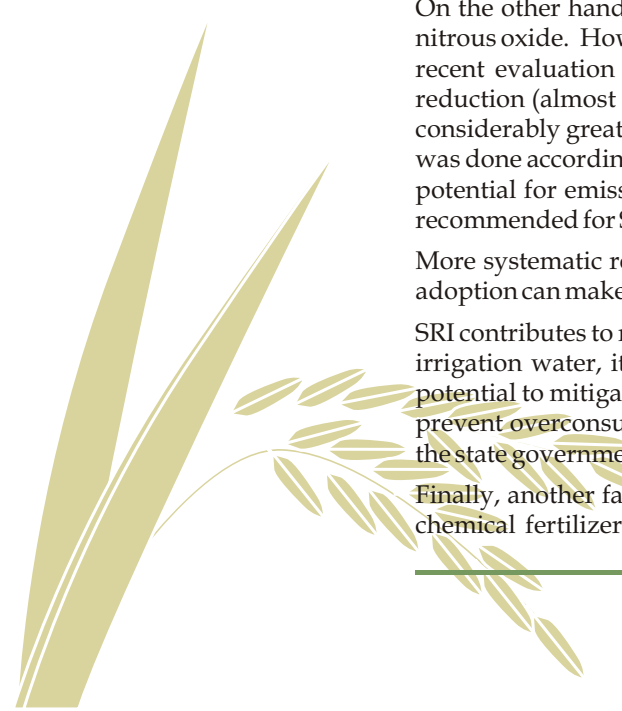 On the other hand
nitrous oxide. How
recent evaluation
reduction (almost
considerably great
was done accordin
potential for emiss
recommended for S
More systematic re
adoption can make
SRI contributes to r
irrigation water, it
potential to mitiga
prevent overconsu
the state governme
Finally, another fa
chemical fertilizer